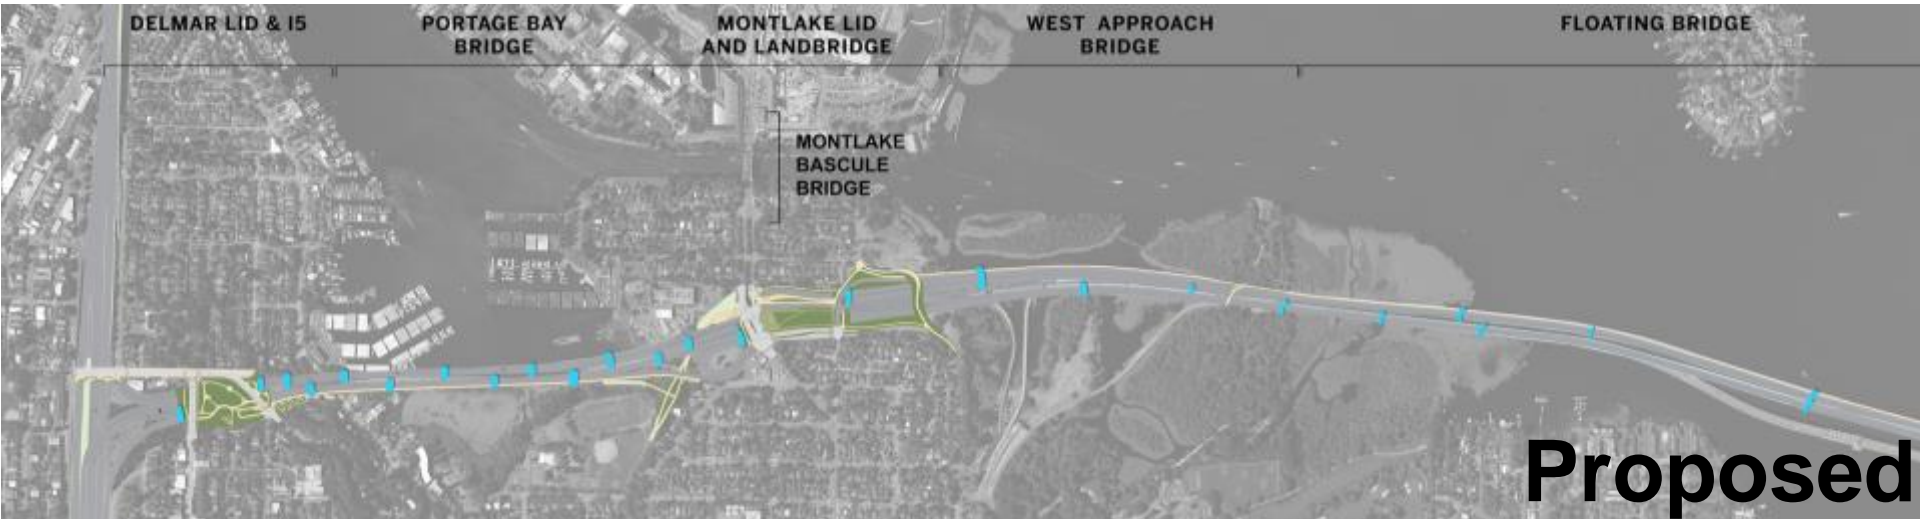 DELMAR LID & I5
PORTAGE BAY
BRIDGE
MONTLAKE LID
AND LANDBRIDGE
WEST APPROACH
BRIDGE
FLOATING BRIDGE
MONTLAKE
BASCULE
BRIDGE
Proposed